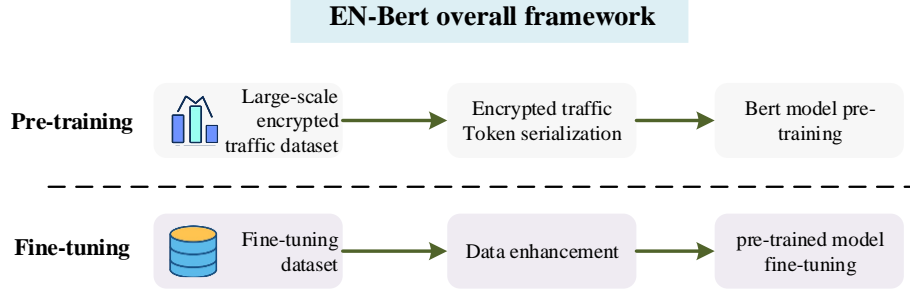 EN-Bert overall framework
Pre-training
Large-scale
encrypted
traffic dataset
Encrypted traffic
Token serialization
Bert model pre-
training
Fine-tuning
Fine-tuning
dataset
Data enhancement
pre-trained model
fine-tuning